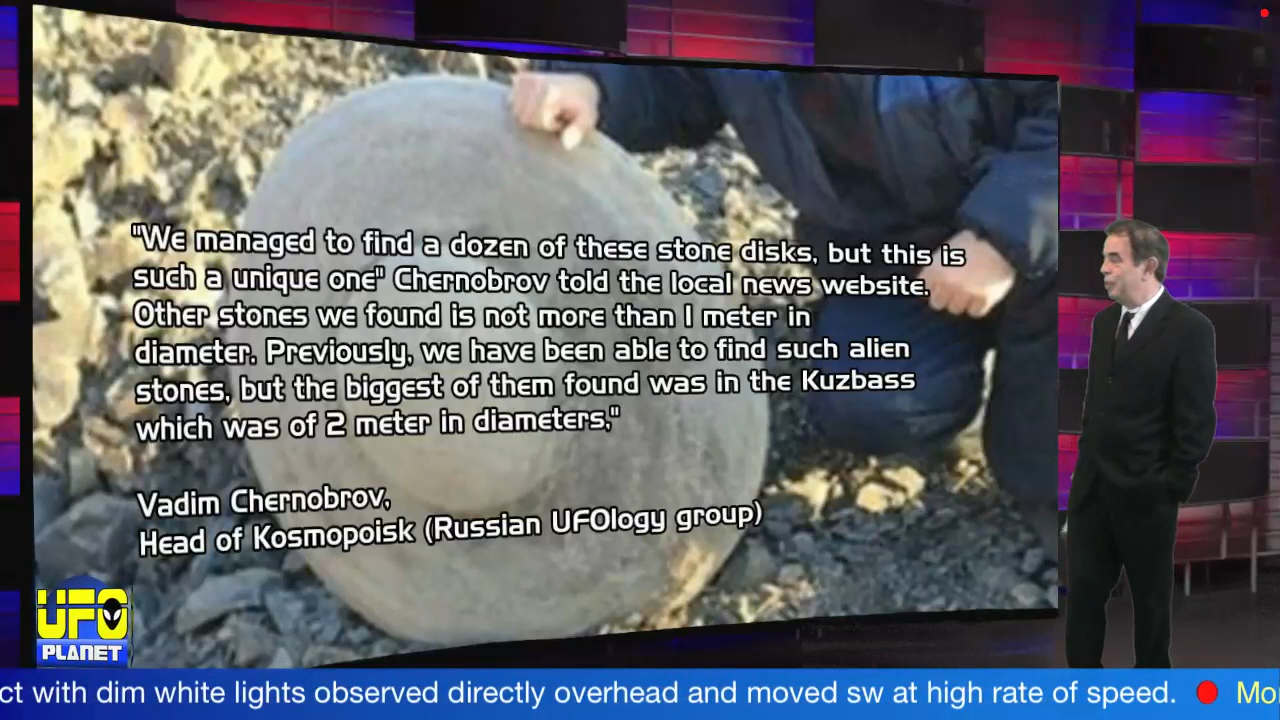 "We managed to find a dozen of these stone disks, but this is
such a unique one" Chernobrov told the local news website.
Other stones we found is not more than 1 meter in
diameter. Previously, we have been able to find such alien
stones, but the biggest of them found was in the Kuzbass
which was of 2 meter in diameters,"
Vadim Chernobrov,
Head of Kosmopoisk (Russian UFOlogy group)
UFO
PLANET
ct with dim white lights observed directly overhead and moved sw at high rate of speed. Mo